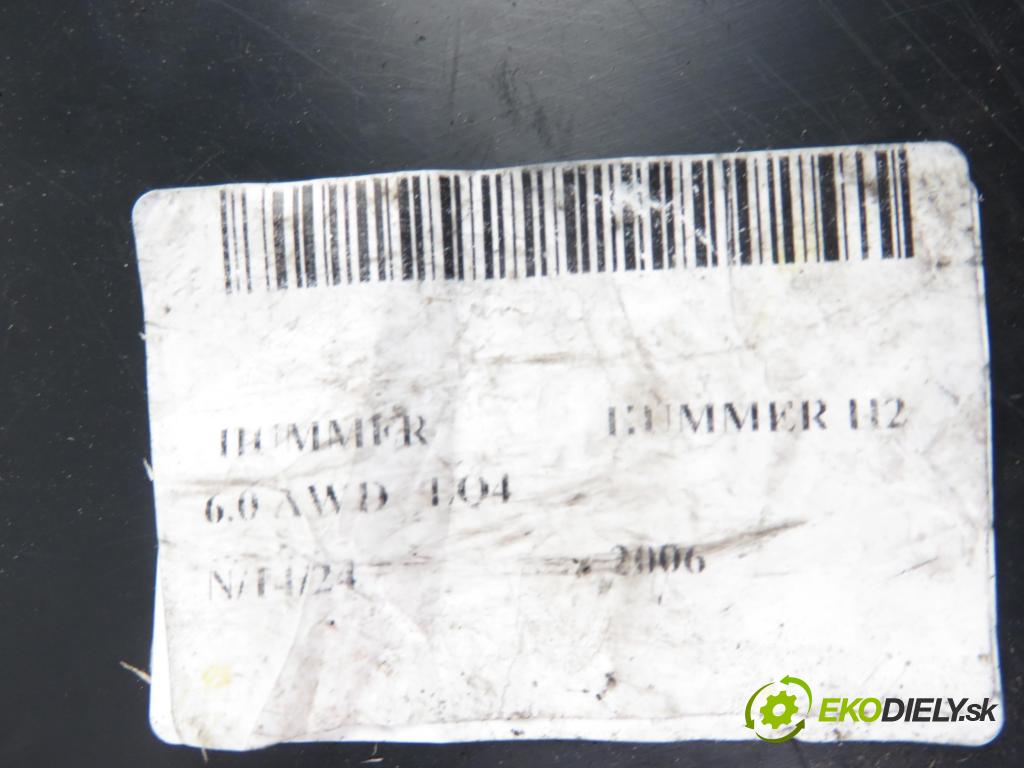 HUMMER HUMMER H2
6.0 AWD LQ4
N/14/24 2006
EKODIELY.sk